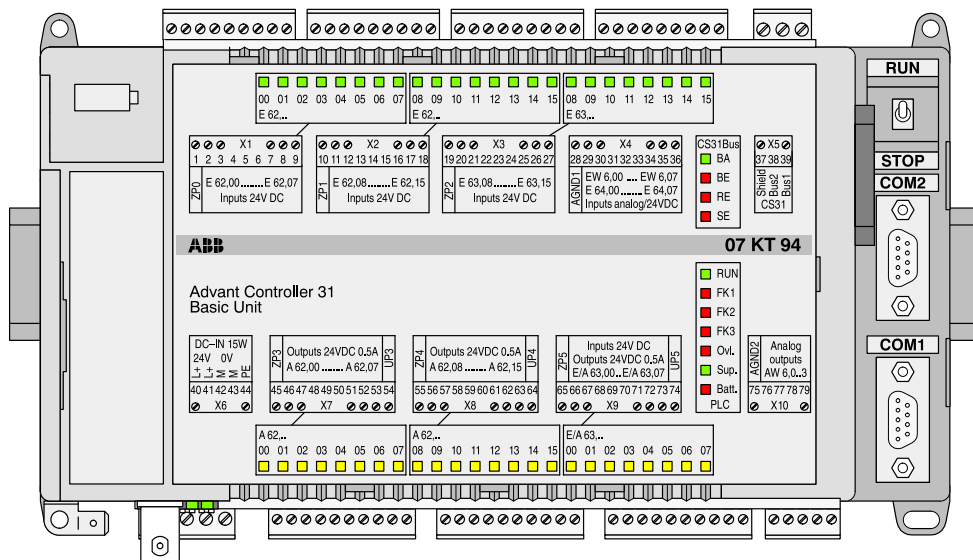 RUN
STOP
COM2
COM1
00 01 02 03 04 05 06 07
E 62,..
08 09 10 11 12 13 14 15
E 62,..
08 09 10 11 12 13 14 15
E 63,..
X1
1 2 3 4 5 6 7 8 9
ZP0
E 62,00.......E 62,07
Inputs 24V DC
X2
10 11 12 13 14 15 16 17 18
ZP1
E 62,08.......E 62,15
Inputs 24V DC
X3
19 20 21 22 23 24 25 26 27
ZP2
E 63,08.......E 63,15
Inputs 24V DC
X4
28 29 30 31 32 33 34 35 36
AGND1
EW 6,00 .... EW 6,07
E 64,00....... E 64,07
Inputs analog/24VDC
CS31Bus
BA
BE
RE
SE
X5
37 38 39
Shield
Bus2
Bus1
CS31
ABB
07 KT 94
Advant Controller 31
Basic Unit
RUN
FK1
FK2
FK3
Ovl.
Sup.
Batt.
PLC
DC–IN 15W
24V 0V
L+
L+
M
M
PE
40 41 42 43 44
X6
ZP3
Outputs 24VDC 0.5A
A 62,00....... A 62,07
UP3
45 46 47 48 49 50 51 52 53 54
X7
ZP4
Outputs 24VDC 0.5A
A 62,08....... A 62,15
UP4
55 56 57 58 59 60 61 62 63 64
X8
ZP5
Inputs 24V DC
Outputs 24VDC 0.5A
E/A 63,00....E/A 63,07
UP5
65 66 67 68 69 70 71 72 73 74
X9
AGND2
Analog
outputs
AW 6,0..3
75 76 77 78 79
X10
A 62,..
00 01 02 03 04 05 06 07
A 62,..
08 09 10 11 12 13 14 15
E/A 63,..
00 01 02 03 04 05 06 07